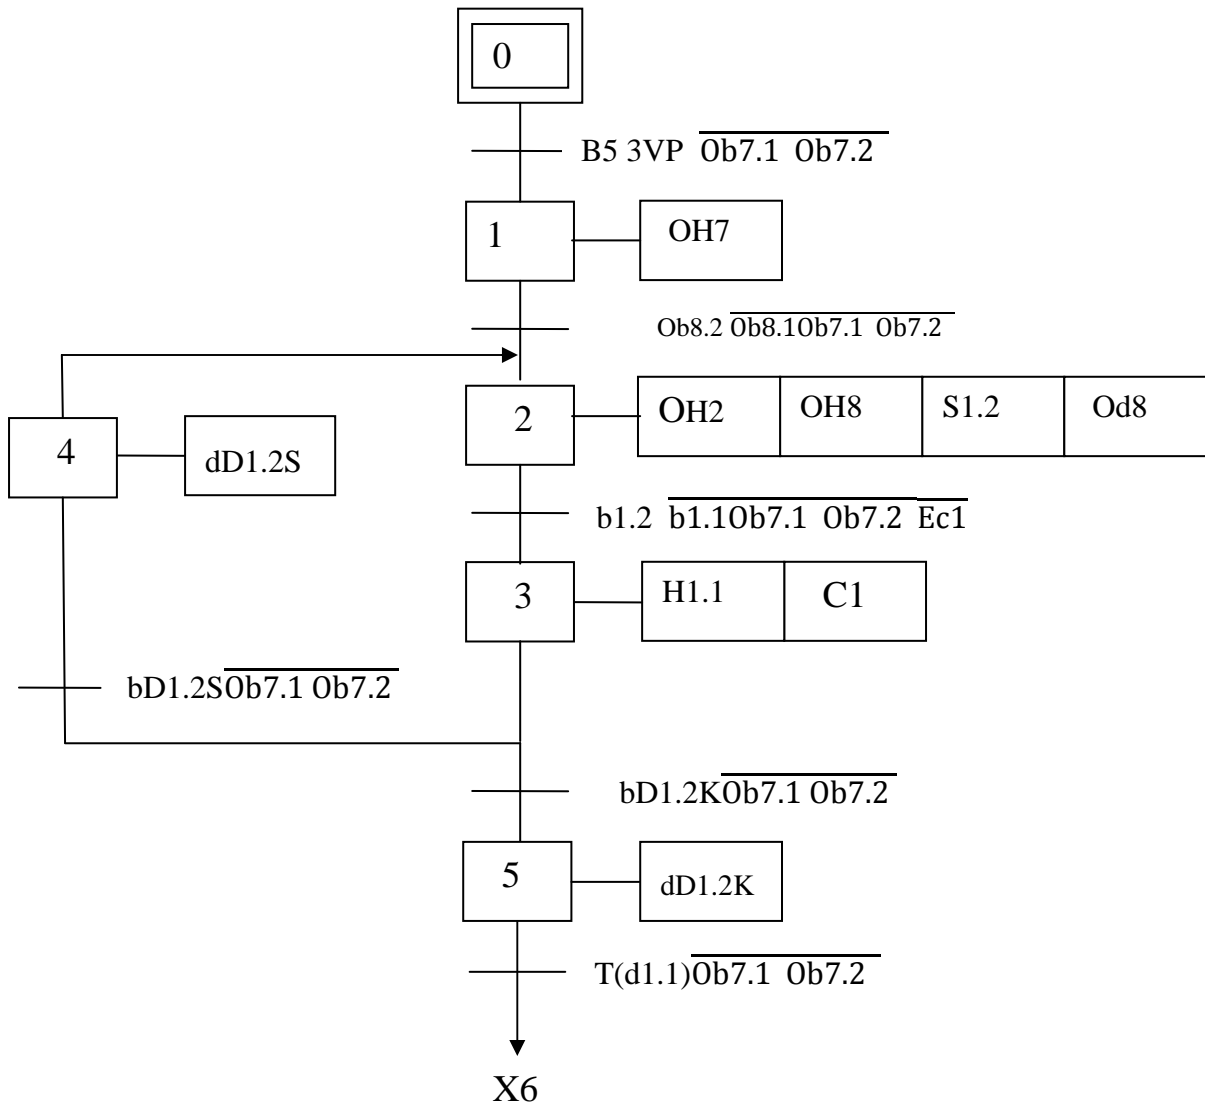 0
B5 3VP Ob7.1 Ob7.2
1
OH7
Ob8.2 Ob8.1Ob7.1 Ob7.2
2
OH2
OH8
S1.2
Od8
4
dD1.2S
b1.2 b1.1Ob7.1 Ob7.2 Ec1
3
H1.1
C1
bD1.2SOb7.1 Ob7.2
bD1.2KOb7.1 Ob7.2
5
dD1.2K
T(d1.1)Ob7.1 Ob7.2
X6